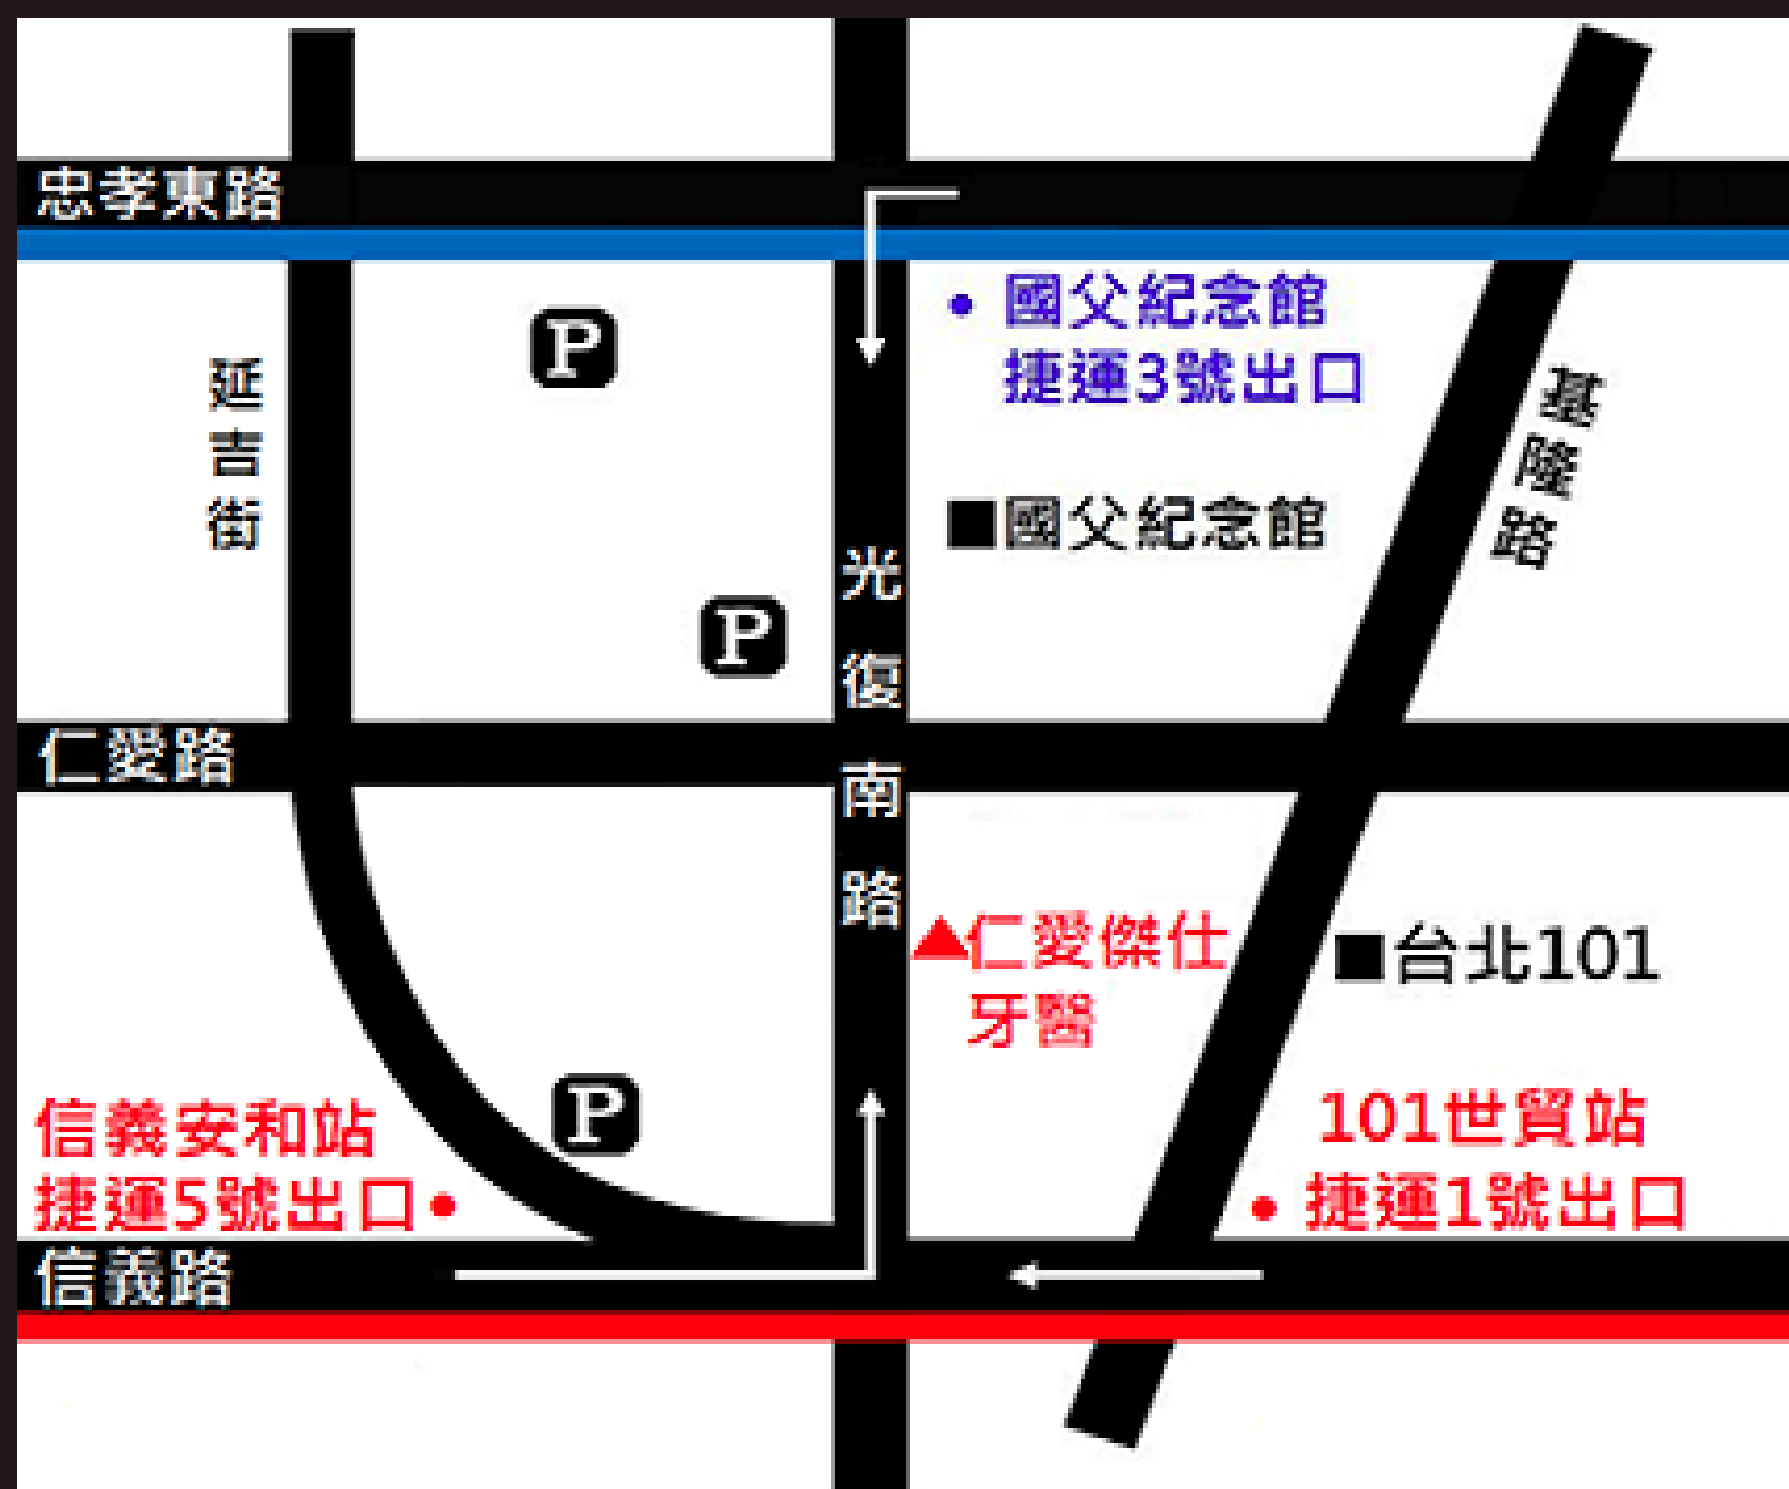 忠孝東路
國父紀念館
捷運3號出口
P
延吉街
基隆路
國父紀念館
光復南路
P
仁愛路
仁愛傑仕
牙醫
台北101
P
信義安和站
捷運5號出口
101世貿站
捷運1號出口
信義路